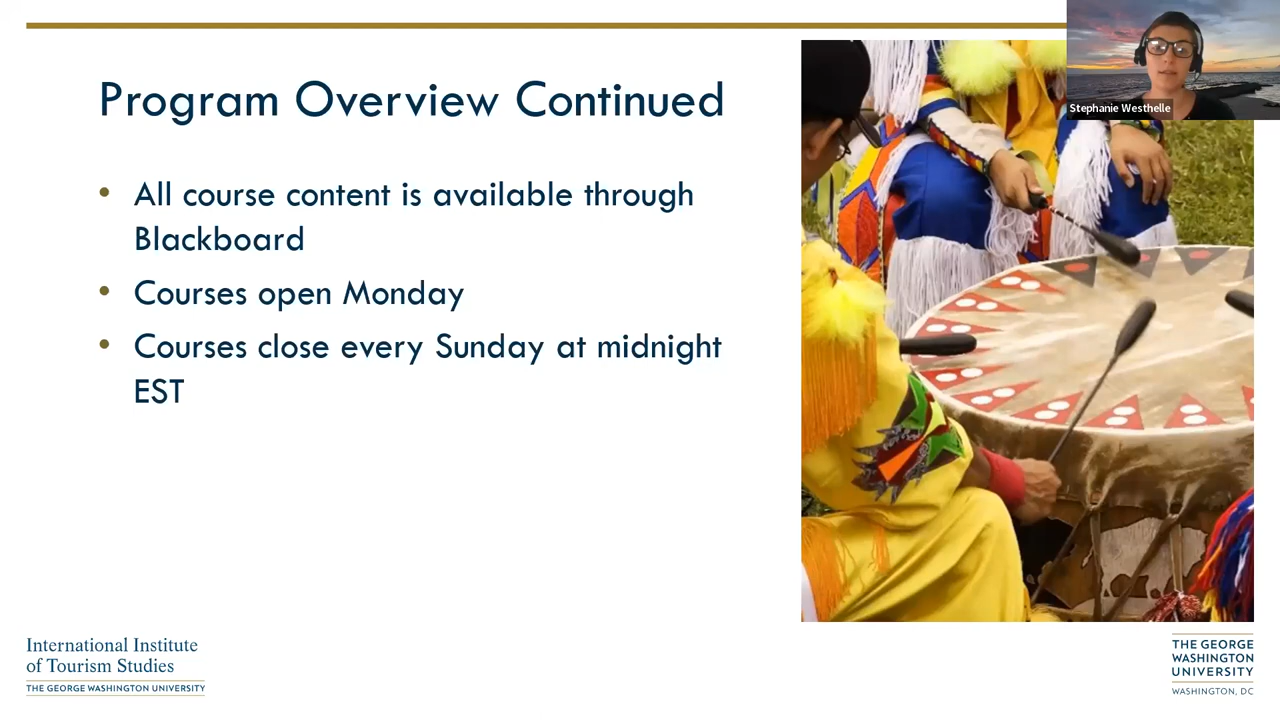 Program Overview Continued
• All course content is available through
Blackboard
• Courses open Monday
• Courses close every Sunday at midnight
EST
Stephanie Westhelle
International Institute
of Tourism Studies
THE GEORGE WASHINGTON UNIVERSITY
THE GEORGE
WASHINGTON
UNIVERSITY
WASHINGTON, DC